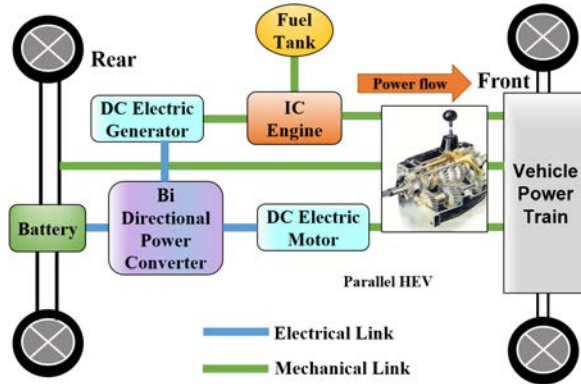 Fuel
Tank
Rear
Power flow
Front
DC Electric
Generator
IC
Engine
Vehicle
Power
Train
Bi
Directional
Power
Converter
Battery
DC Electric
Motor
Parallel HEV
Electrical Link
Mechanical Link